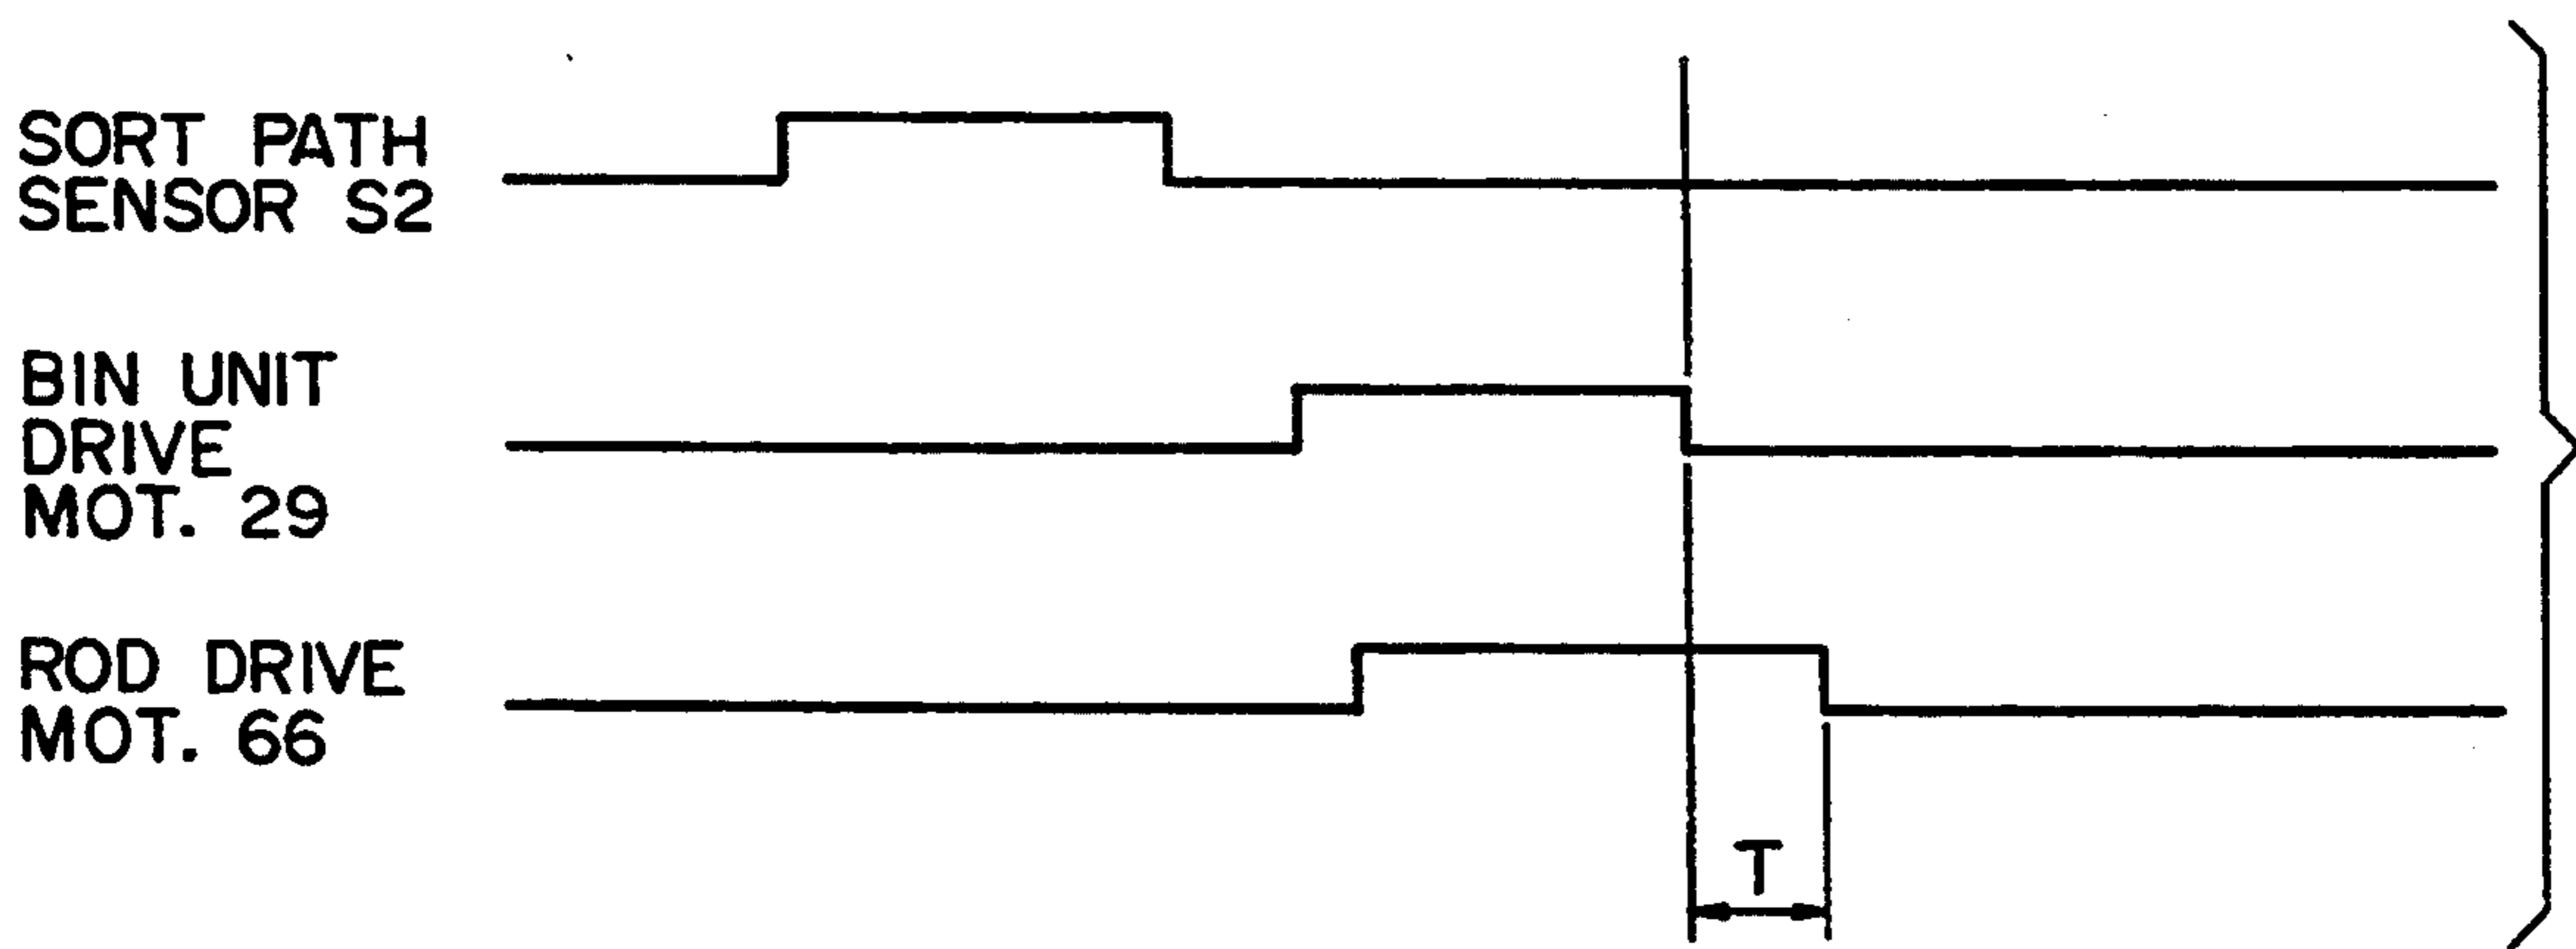 SORT PATH
SENSOR S2
BIN UNIT
DRIVE
MOT. 29
ROD DRIVE
MOT. 66
T